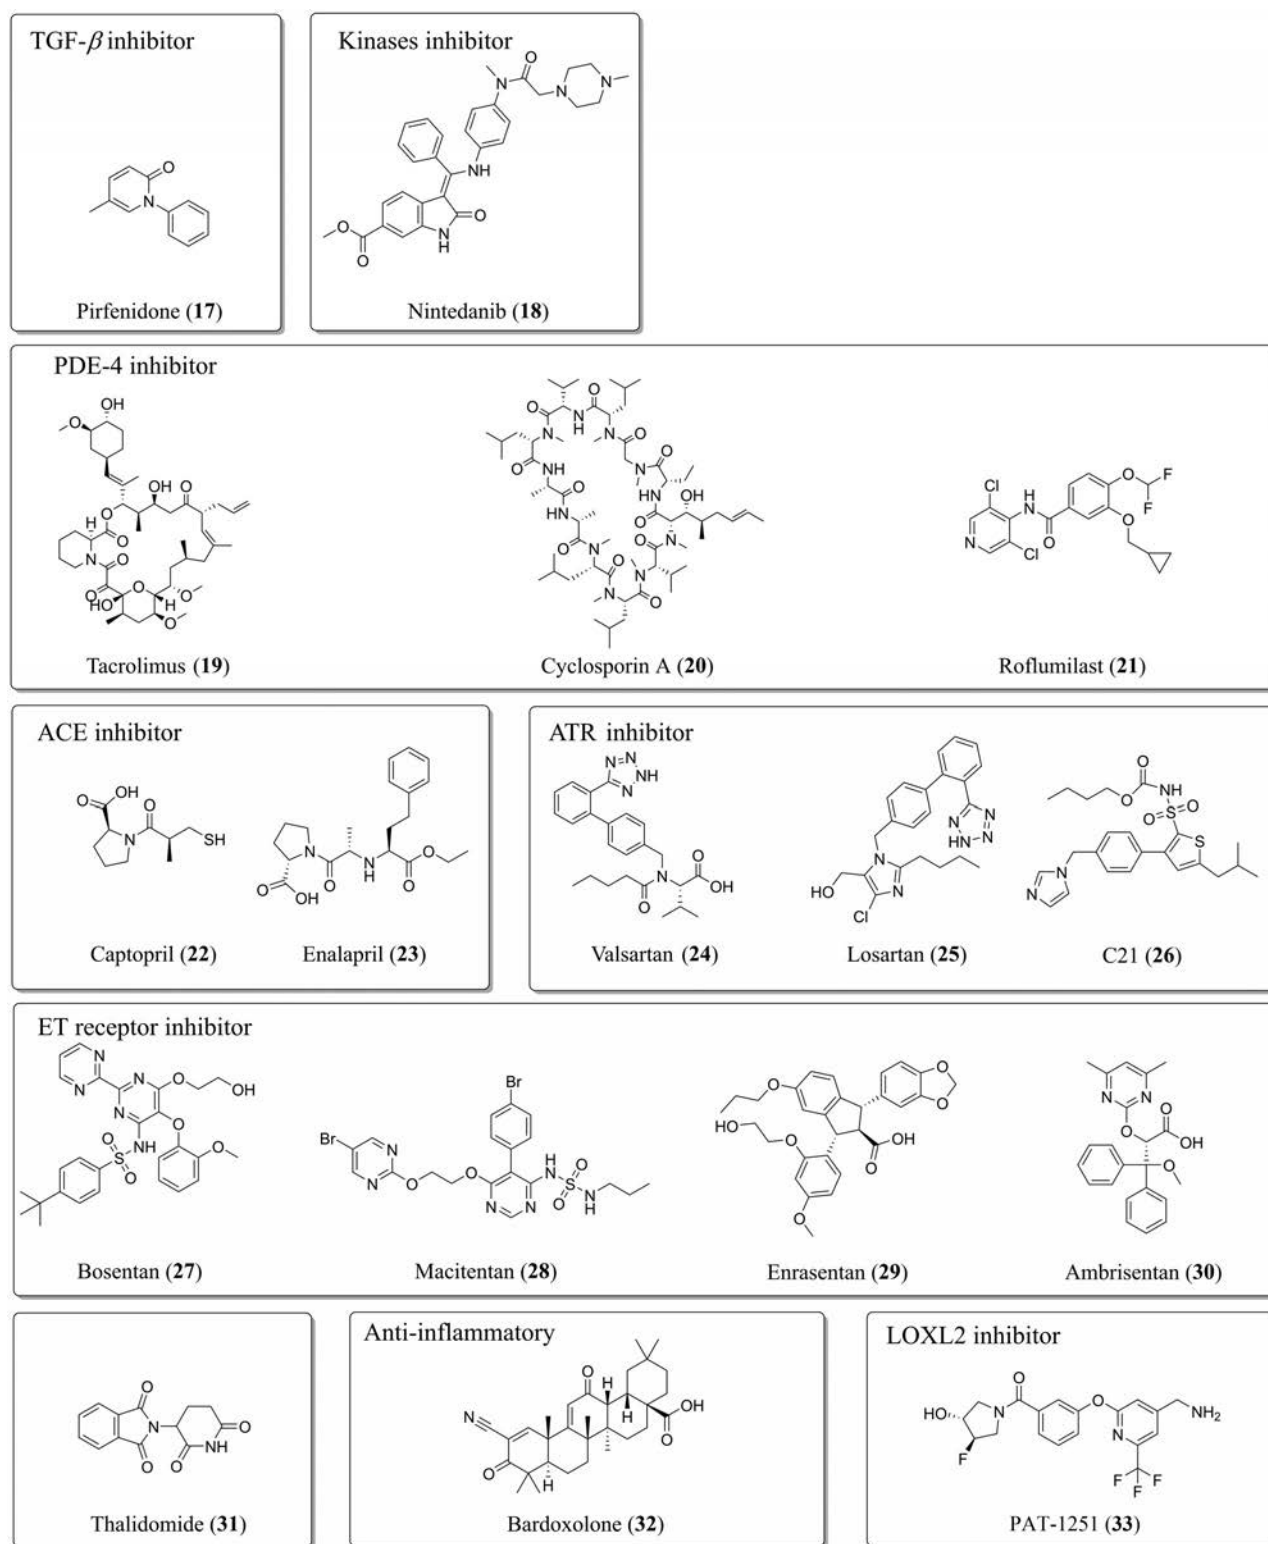 TGF-β inhibitor
Kinases inhibitor
Pirfenidone (17)
Nintedanib (18)
PDE-4 inhibitor
Tacrolimus (19)
Cyclosporin A (20)
Roflumilast (21)
ACE inhibitor
ATR inhibitor
Captopril (22)
Enalapril (23)
Valsartan (24)
Losartan (25)
C21 (26)
ET receptor inhibitor
Bosentan (27)
Macitentan (28)
Enrasentan (29)
Ambrisentan (30)
Anti-inflammatory
LOXL2 inhibitor
Thalidomide (31)
Bardoxolone (32)
PAT-1251 (33)